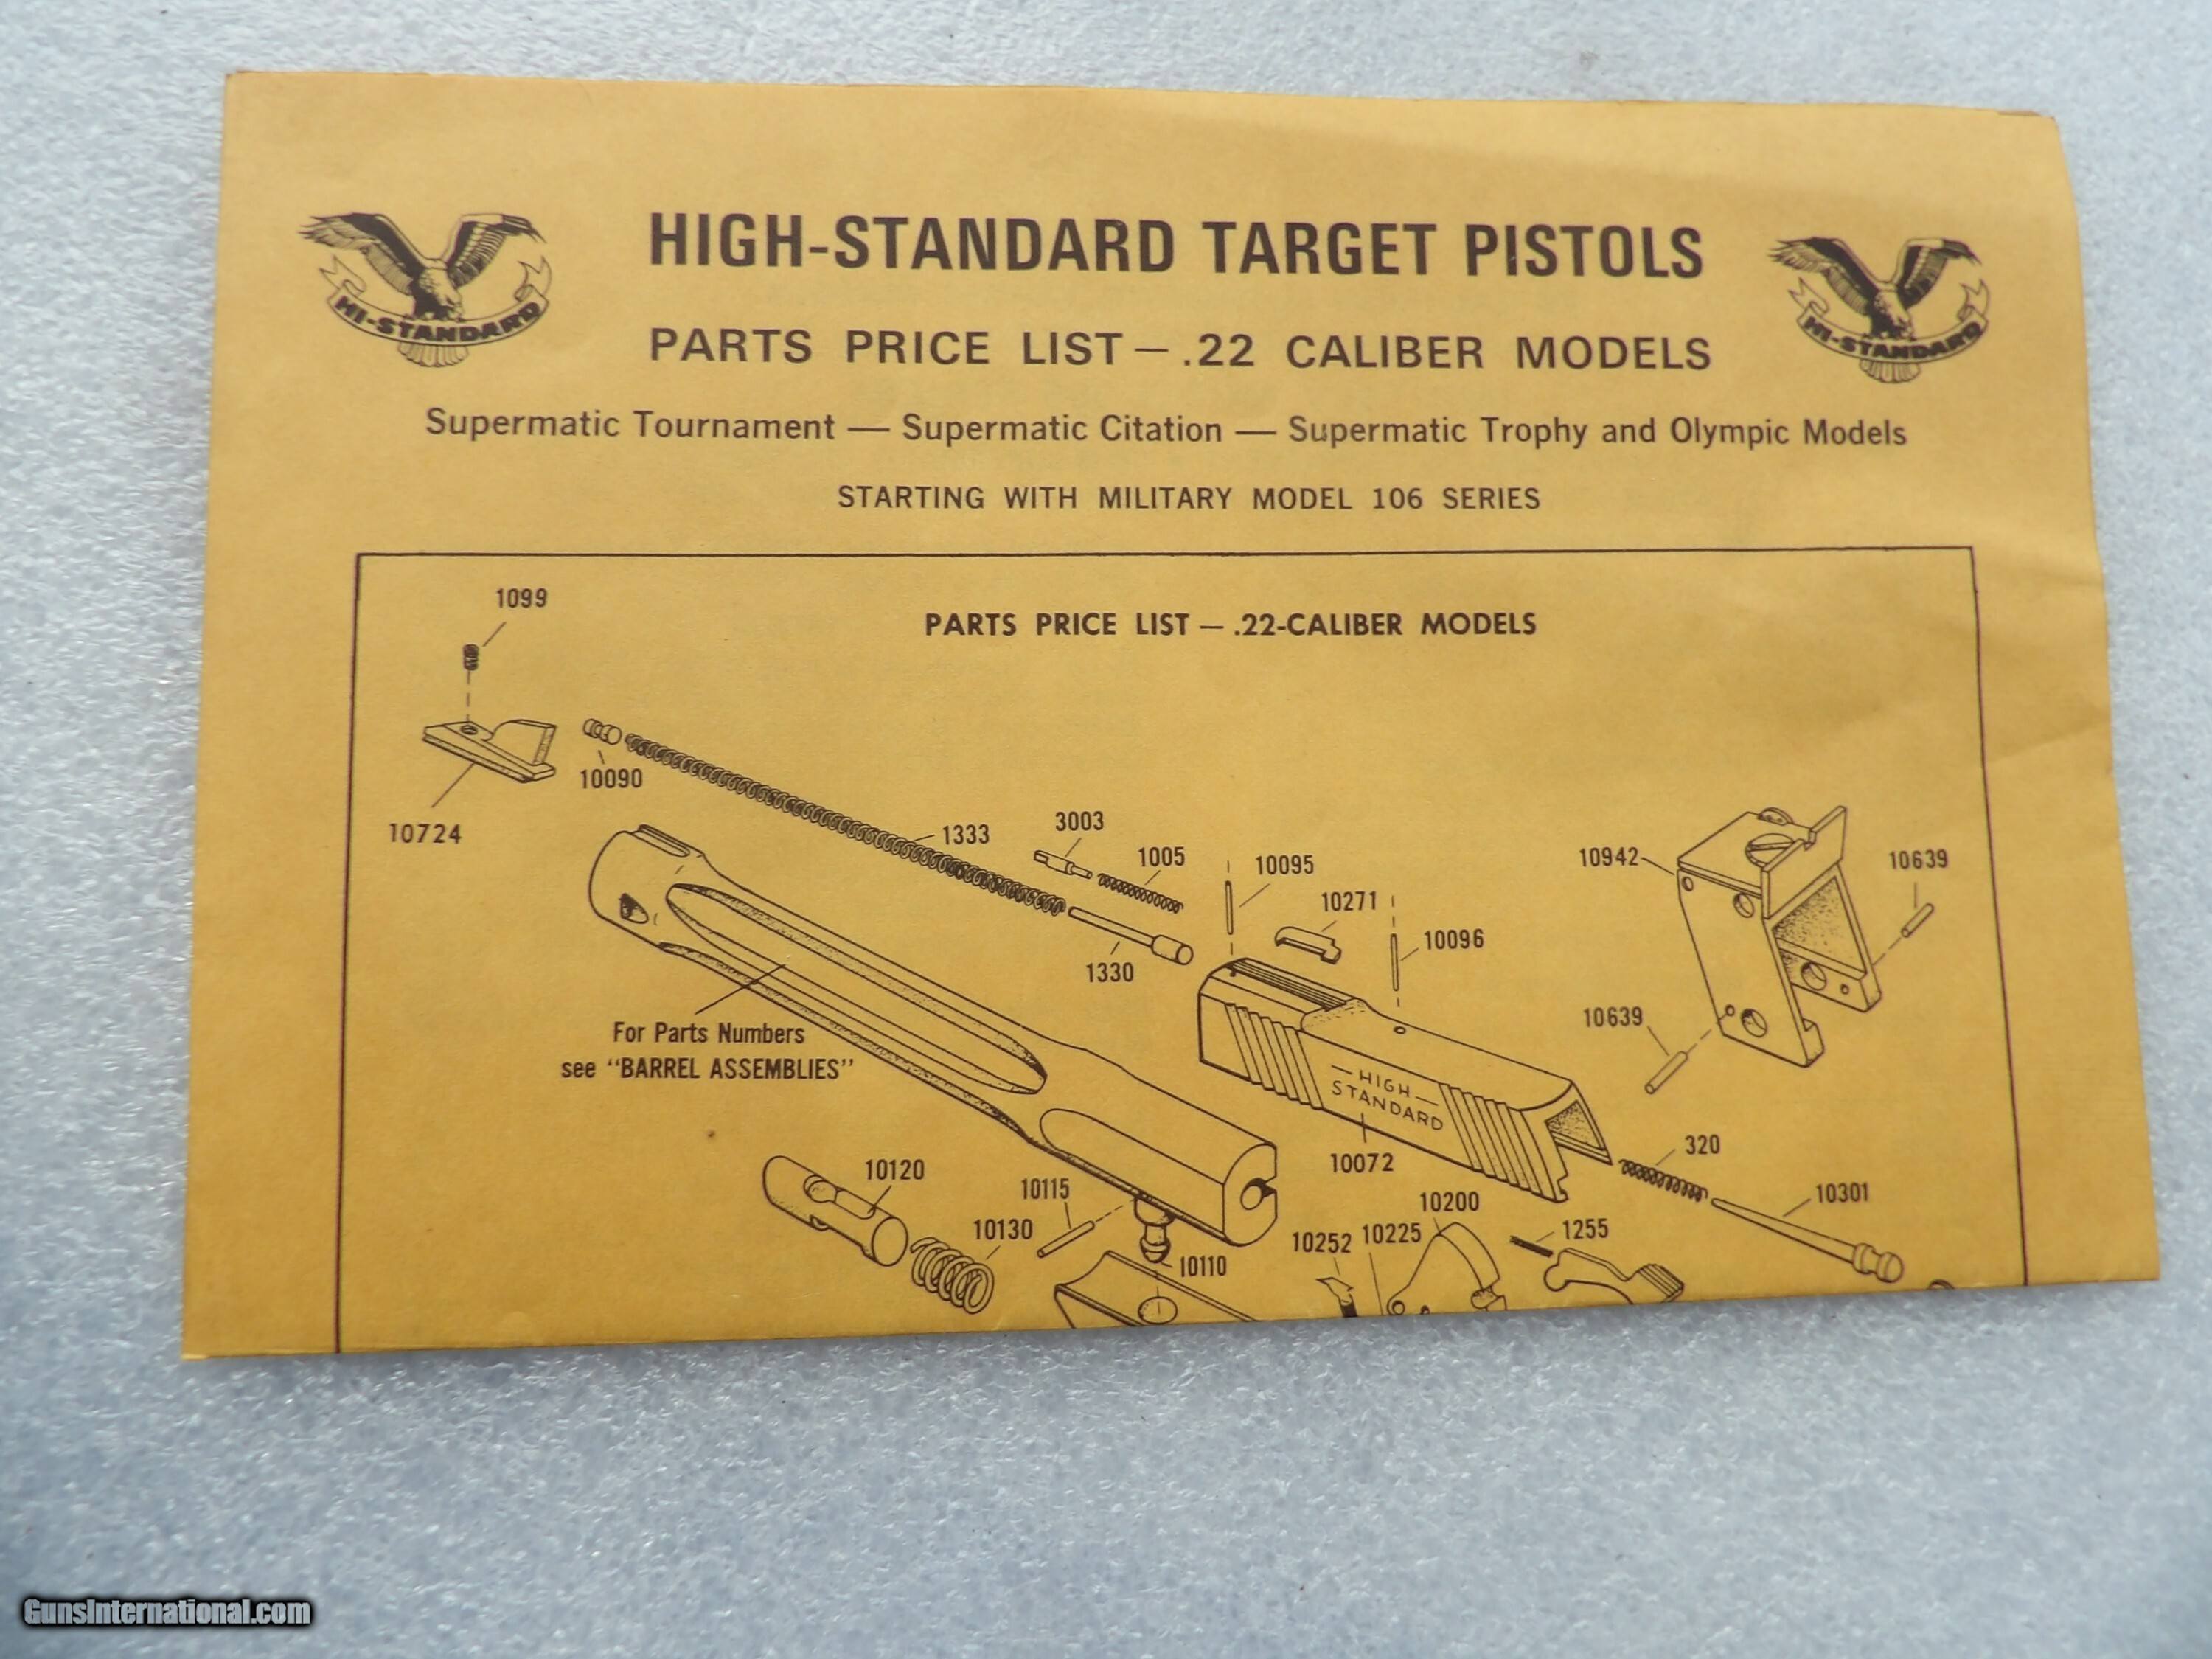 HIGH-STANDARD TARGET PISTOLS
HI-STANDARD
HI-STANDARD
PARTS PRICE LIST — .22 CALIBER MODELS
Supermatic Tournament — Supermatic Citation — Supermatic Trophy and Olympic Models
STARTING WITH MILITARY MODEL 106 SERIES
PARTS PRICE LIST — .22-CALIBER MODELS
1099
10090
10724
1333
3003
1005
10095
10271
10096
10942
10639
1330
10639
For Parts Numbers
see "BARREL ASSEMBLIES"
— HIGH —
STANDARD
10072
320
10301
10120
10115
10130
10110
10200
10252
10225
1255
GunsInternational.com